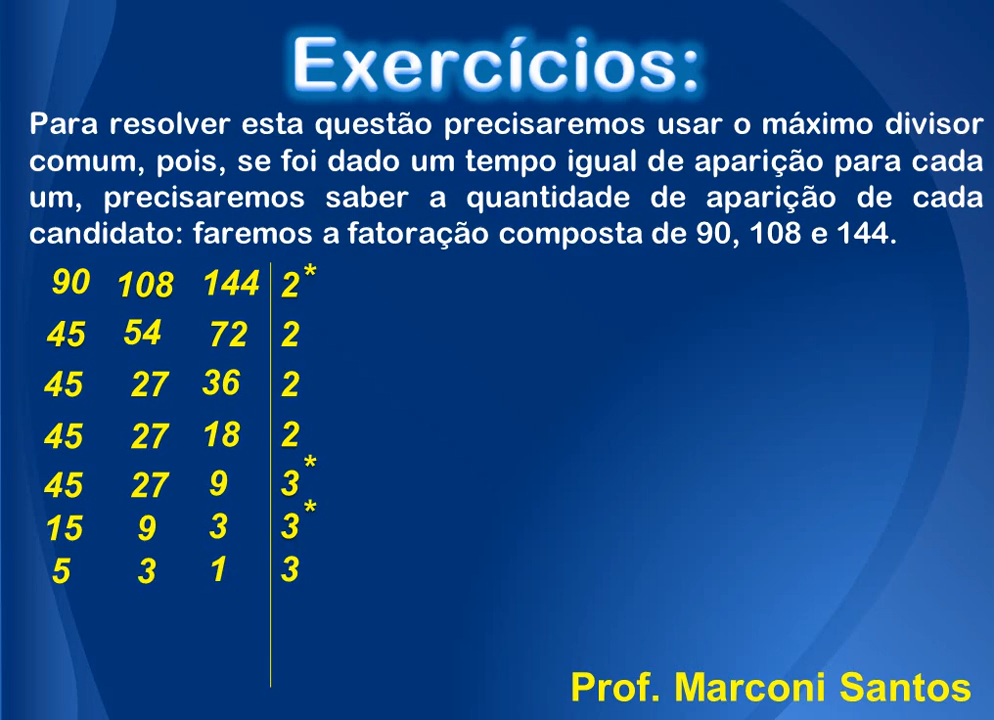 Exercícios:
Para resolver esta questão precisaremos usar o máximo divisor
comum, pois, se foi dado um tempo igual de aparição para cada
um, precisaremos saber a quantidade de aparição de cada
candidato: faremos a fatoração composta de 90, 108 e 144.
90 108 144 2*
45 54 72 2
45 27 36 2
45 27 18 2
45 27 9 3*
15 9 3 3*
5 3 1 3
Prof. Marconi Santos